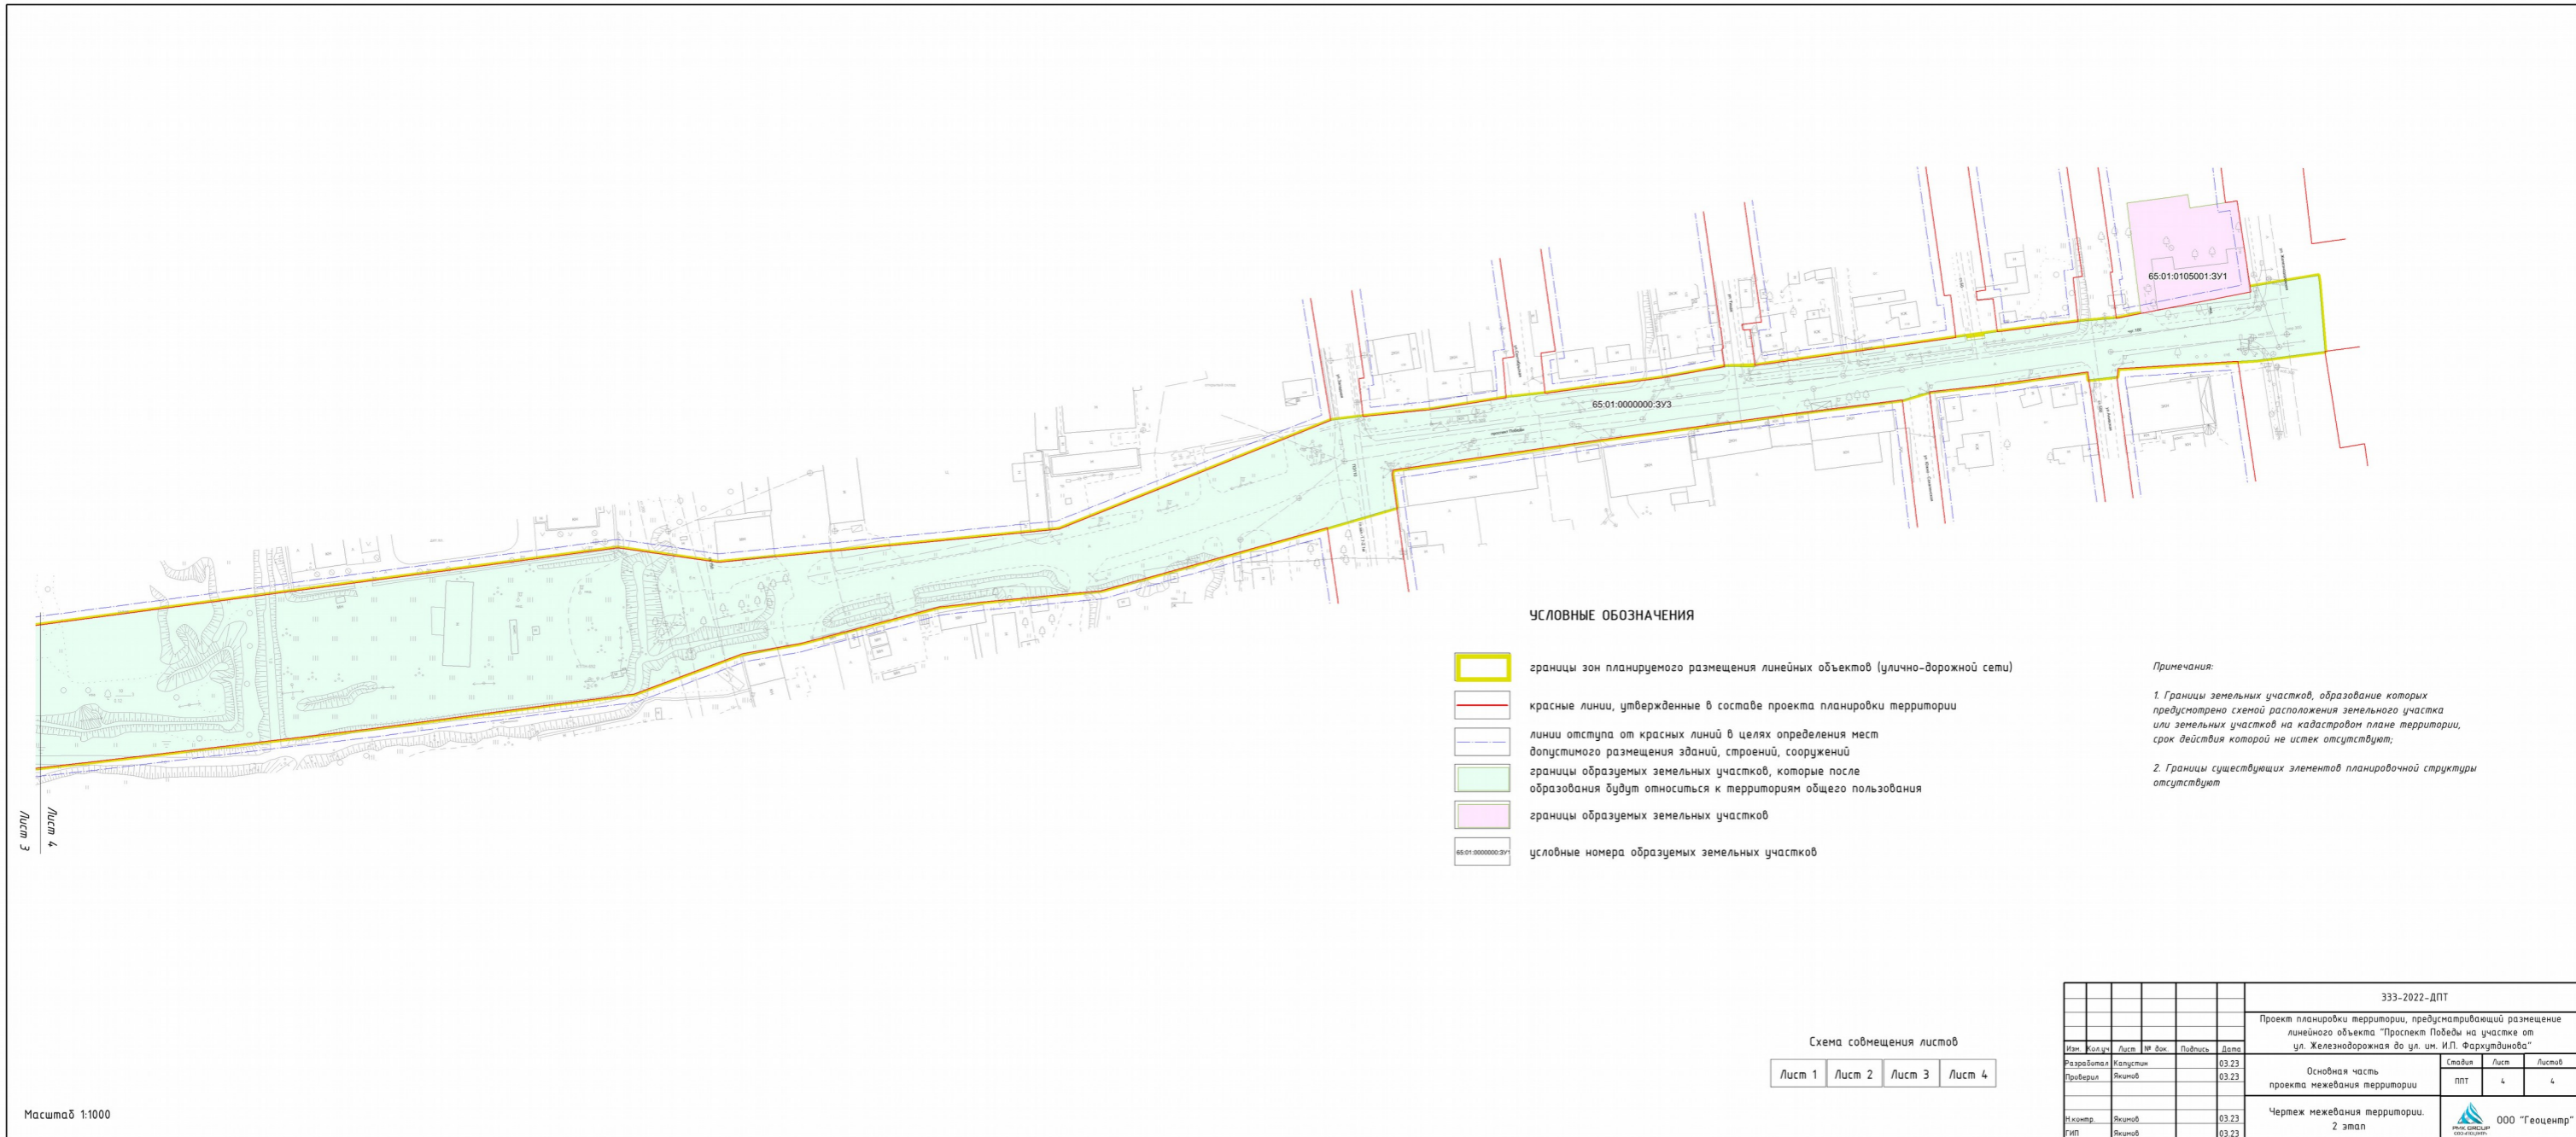 65:01:0105001:ЗУ1
65:01:0000000:ЗУ3
проспект Победы
Лист 3
Лист 4
УСЛОВНЫЕ ОБОЗНАЧЕНИЯ
границы зон планируемого размещения линейных объектов (улично-дорожной сети)
красные линии, утвержденные в составе проекта планировки территории
линии отступа от красных линий в целях определения мест
допустимого размещения зданий, строений, сооружений
границы образуемых земельных участков, которые после
образования будут относиться к территориям общего пользования
границы образуемых земельных участков
65:01:0000000:ЗУ1
условные номера образуемых земельных участков
Примечания:
1. Границы земельных участков, образование которых
предусмотрено схемой расположения земельного участка
или земельных участков на кадастровом плане территории,
срок действия которой не истек отсутствуют;
2. Границы существующих элементов планировочной структуры
отсутствуют
Схема совмещения листов
Лист 1 Лист 2 Лист 3 Лист 4
Масштаб 1:1000
333-2022-ДПТ
Проект планировки территории, предусматривающий размещение
линейного объекта "Проспект Победы на участке от
ул. Железнодорожная до ул. им. И.П. Фархутдинова"
Изм. Кол.уч Лист № док. Подпись Дата
Разработал Капустин 03.23
Проверил Якимов 03.23
Н.контр. Якимов 03.23
ГИП Якимов 03.23
Основная часть
проекта межевания территории
Стадия Лист Листов
ППТ 4 4
Чертеж межевания территории.
2 этап
PMK GROUP
ООО "Геоцентр"